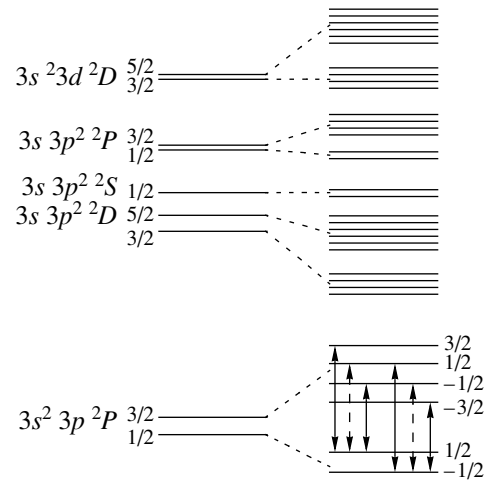 3s ²3d ²D 5/2
3/2
3s 3p² ²P 3/2
1/2
3s 3p² ²S 1/2
3s 3p² ²D 5/2
3/2
3/2
1/2
−1/2
−3/2
3s² 3p ²P 3/2
1/2
1/2
−1/2